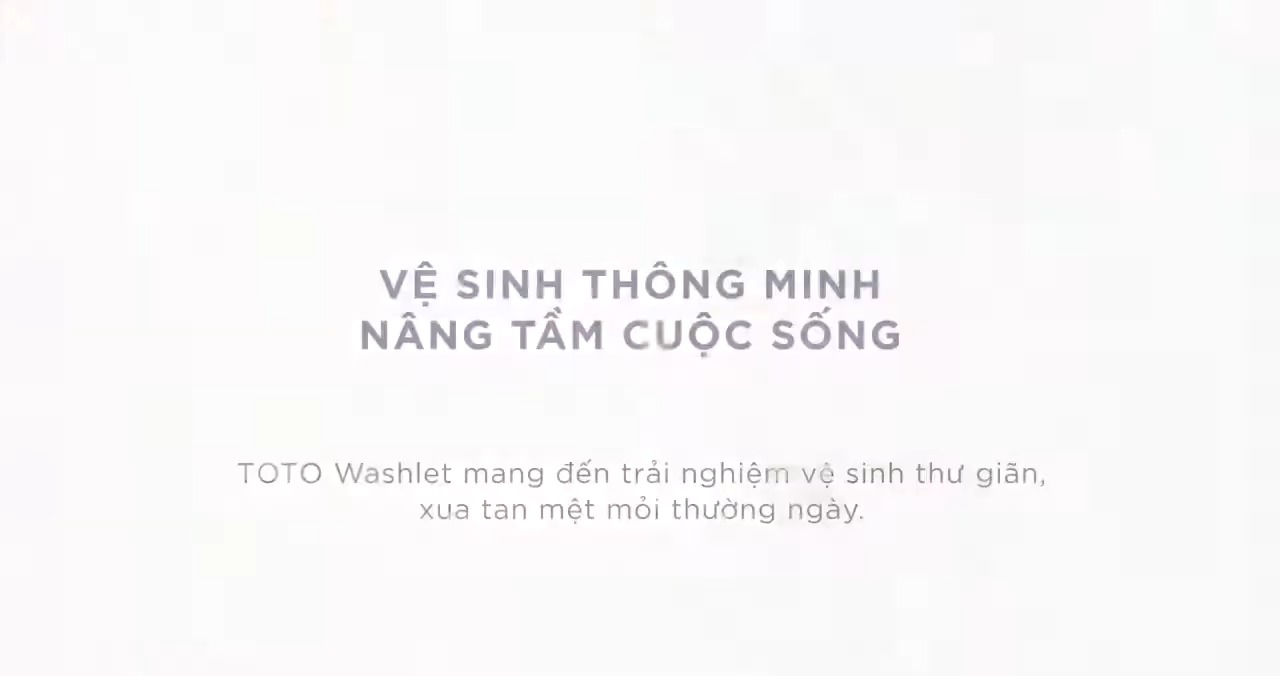 VỆ SINH THÔNG MINH
NÂNG TẦM CUỘC SỐNG
TOTO Washlet mang đến trải nghiệm vệ sinh thư giãn,
xua tan mệt mỏi thường ngày.